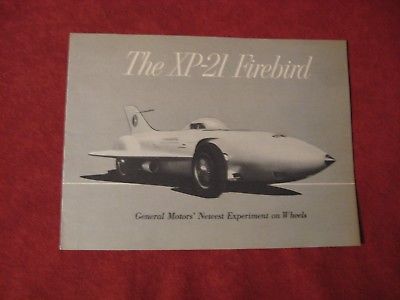 The XP-21 Firebird
General Motors' Newest Experiment on Wheels